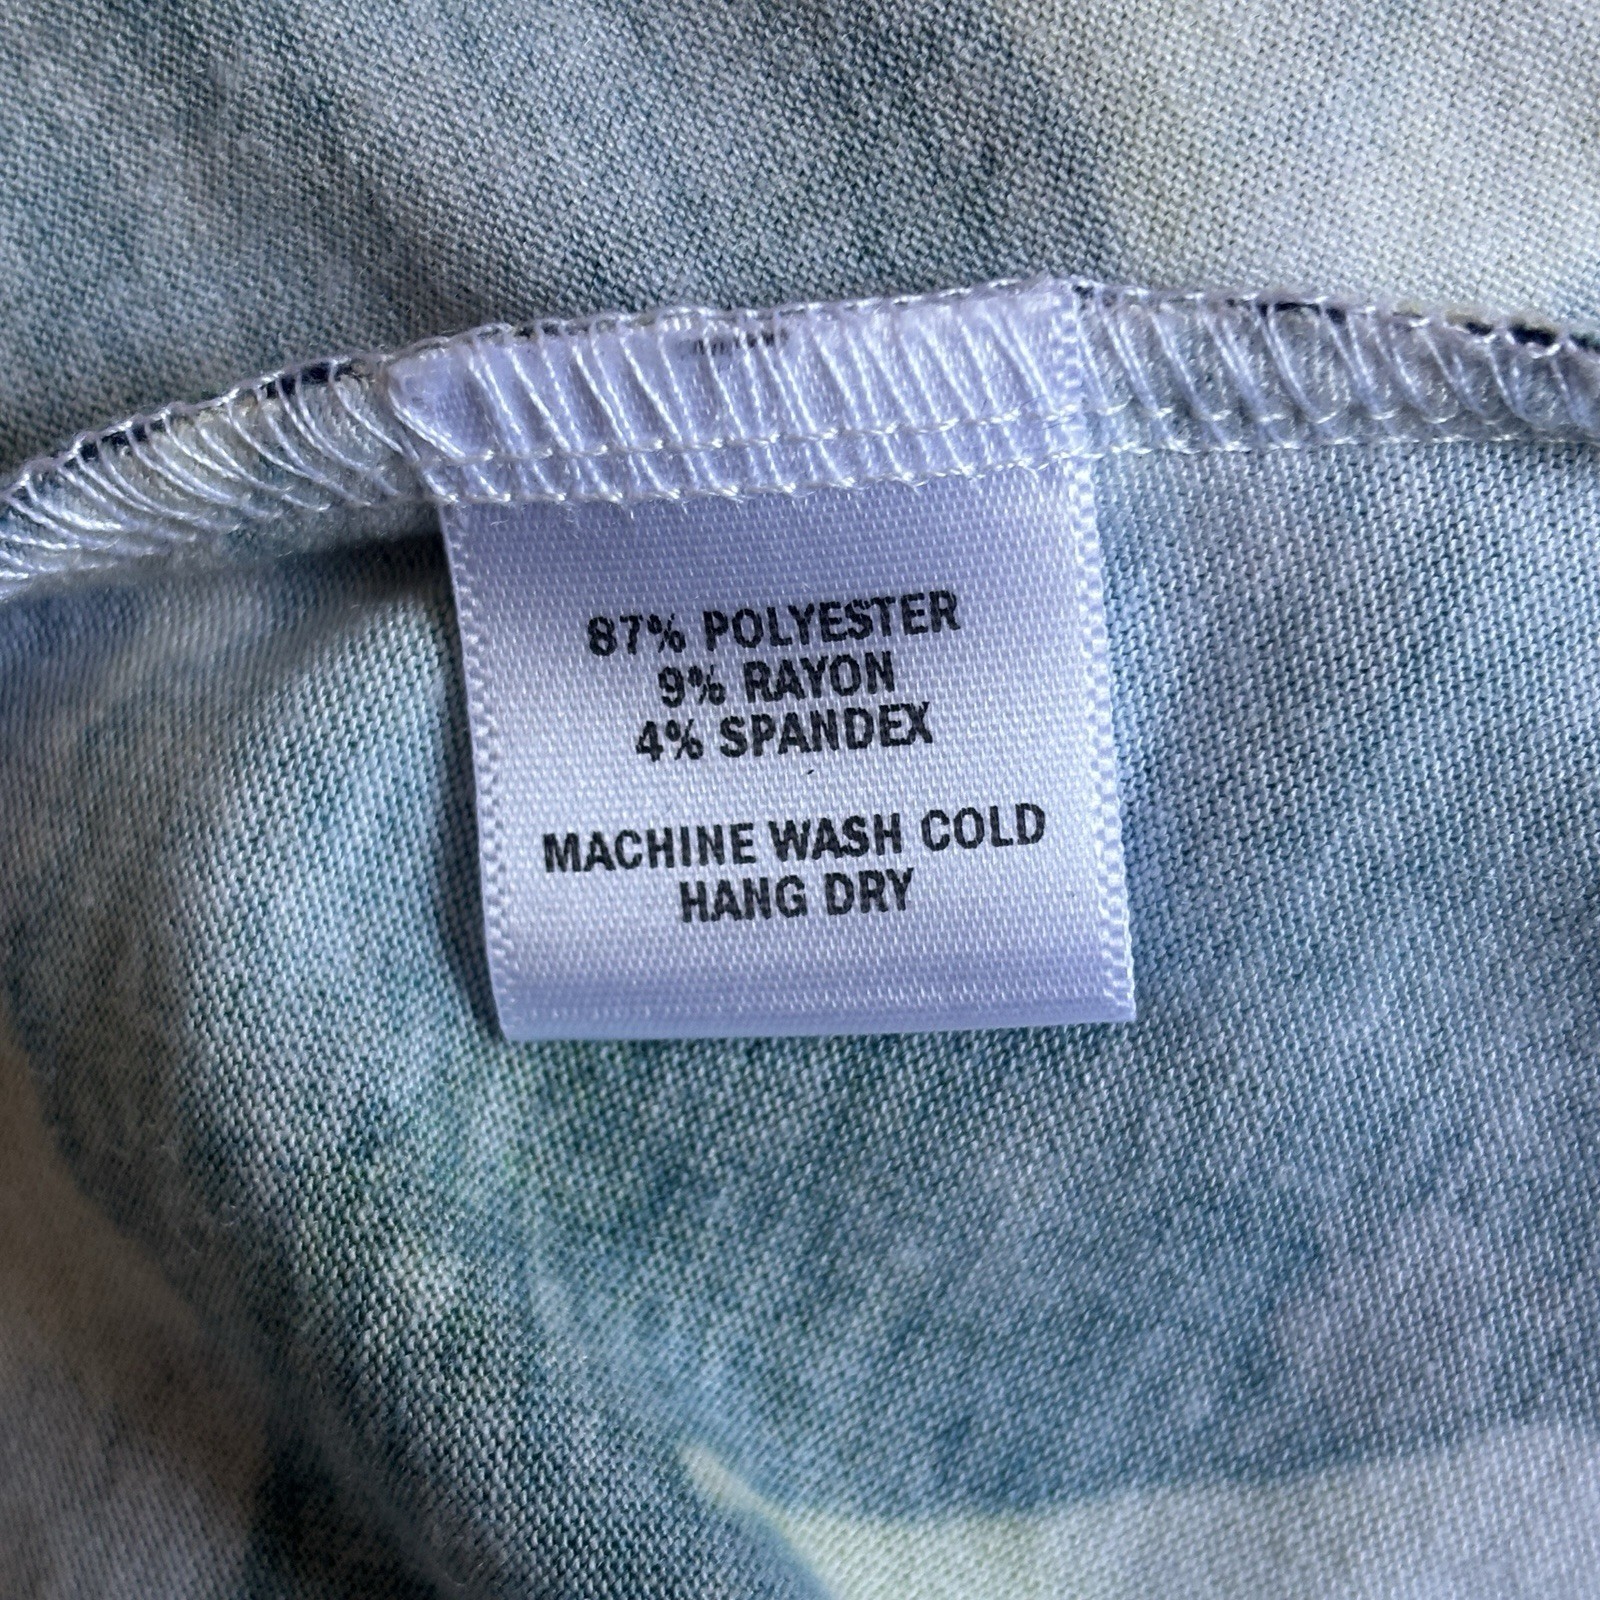 87% POLYESTER
9% RAYON
4% SPANDEX
MACHINE WASH COLD
HANG DRY